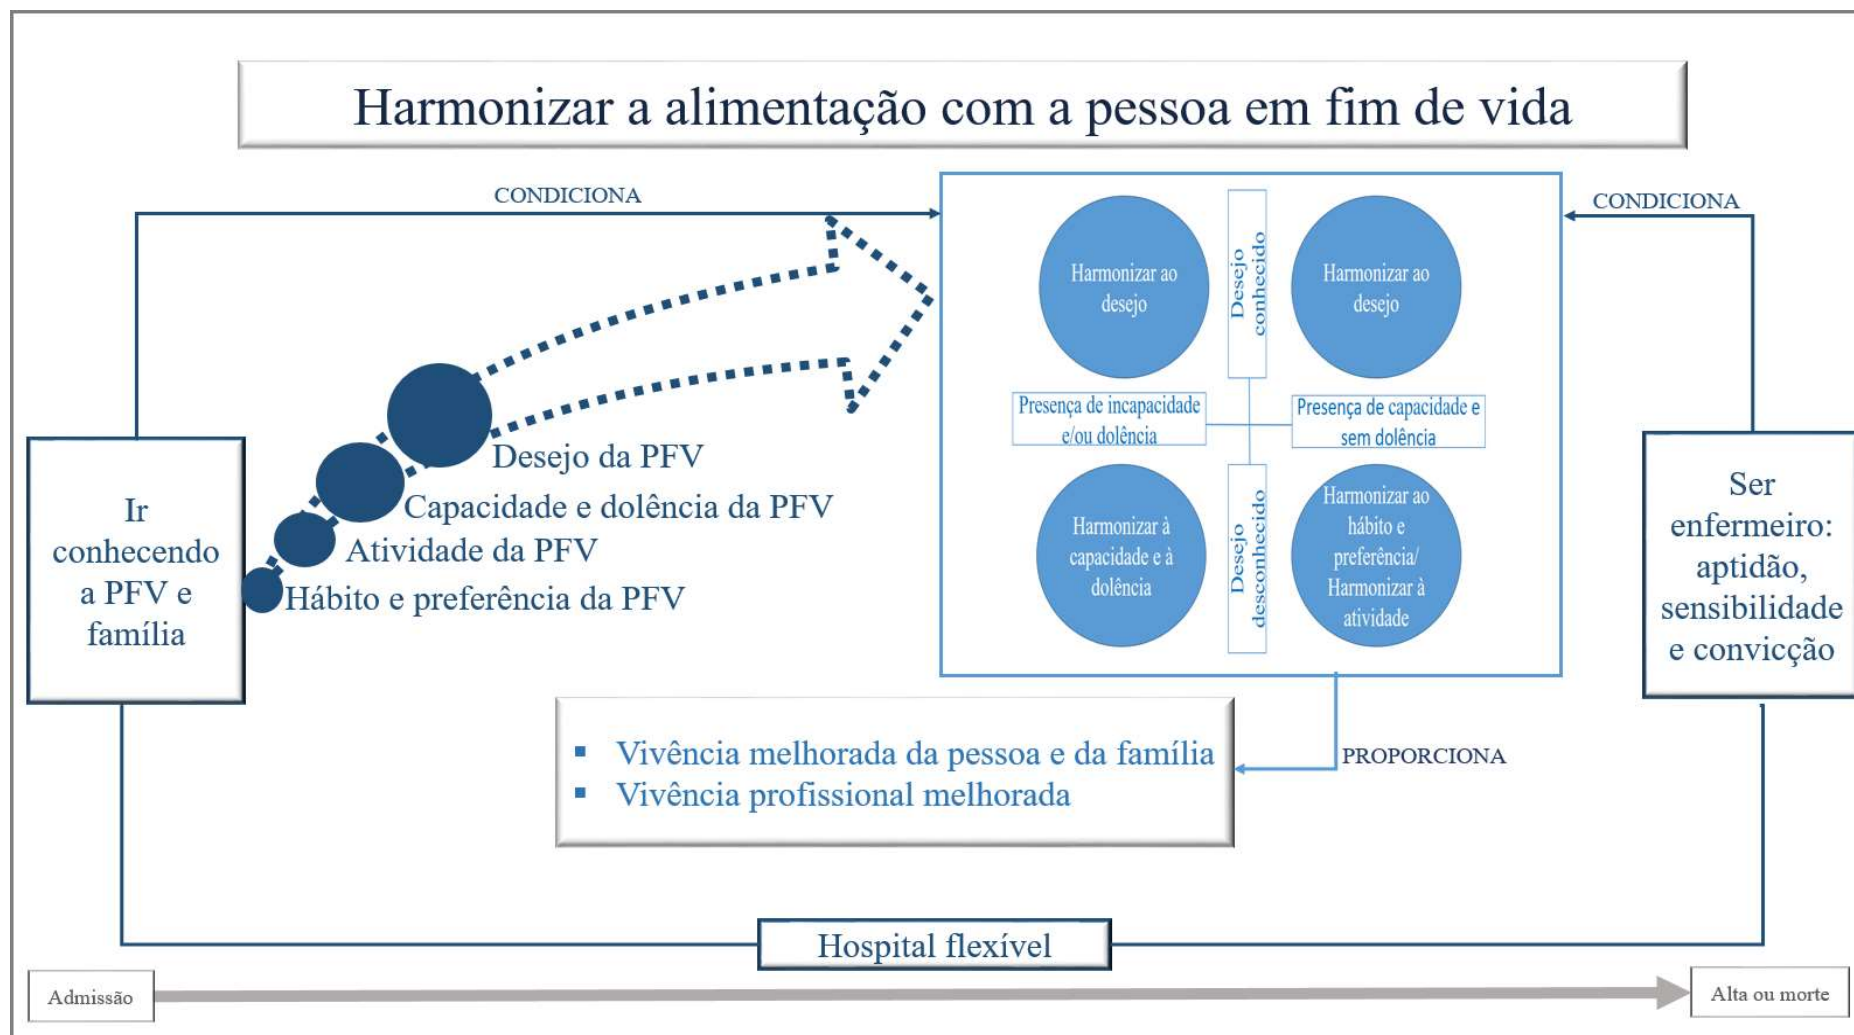 Harmonizar a alimentação com a pessoa em fim de vida
CONDICIONA
CONDICIONA
Harmonizar ao
desejo
Desejo
conhecido
Harmonizar ao
desejo
Presença de incapacidade
e/ou dolência
Presença de capacidade e
sem dolência
Harmonizar à
capacidade e à
dolência
Desejo
desconhecido
Harmonizar ao
hábito e
preferência/
Harmonizar à
atividade
Desejo da PFV
Capacidade e dolência da PFV
Atividade da PFV
Hábito e preferência da PFV
Ir
conhecendo
a PFV e
família
Ser
enfermeiro:
aptidão,
sensibilidade
e convicção
▪ Vivência melhorada da pessoa e da família
▪ Vivência profissional melhorada
PROPORCIONA
Hospital flexível
Admissão
Alta ou morte